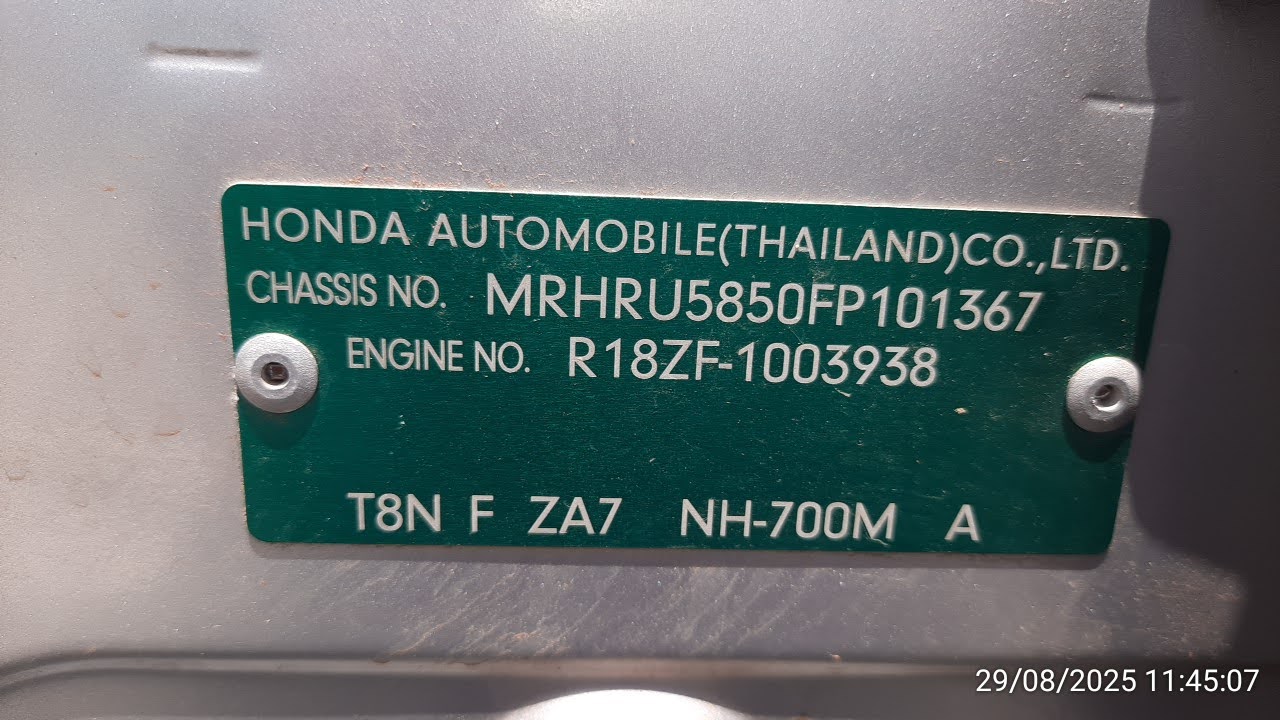 HONDA AUTOMOBILE(THAILAND)CO.,LTD.
CHASSIS NO. MRHRU5850FP101367
ENGINE NO. R18ZF-1003938
T8N F ZA7 NH-700M A
29/08/2025 11:45:07